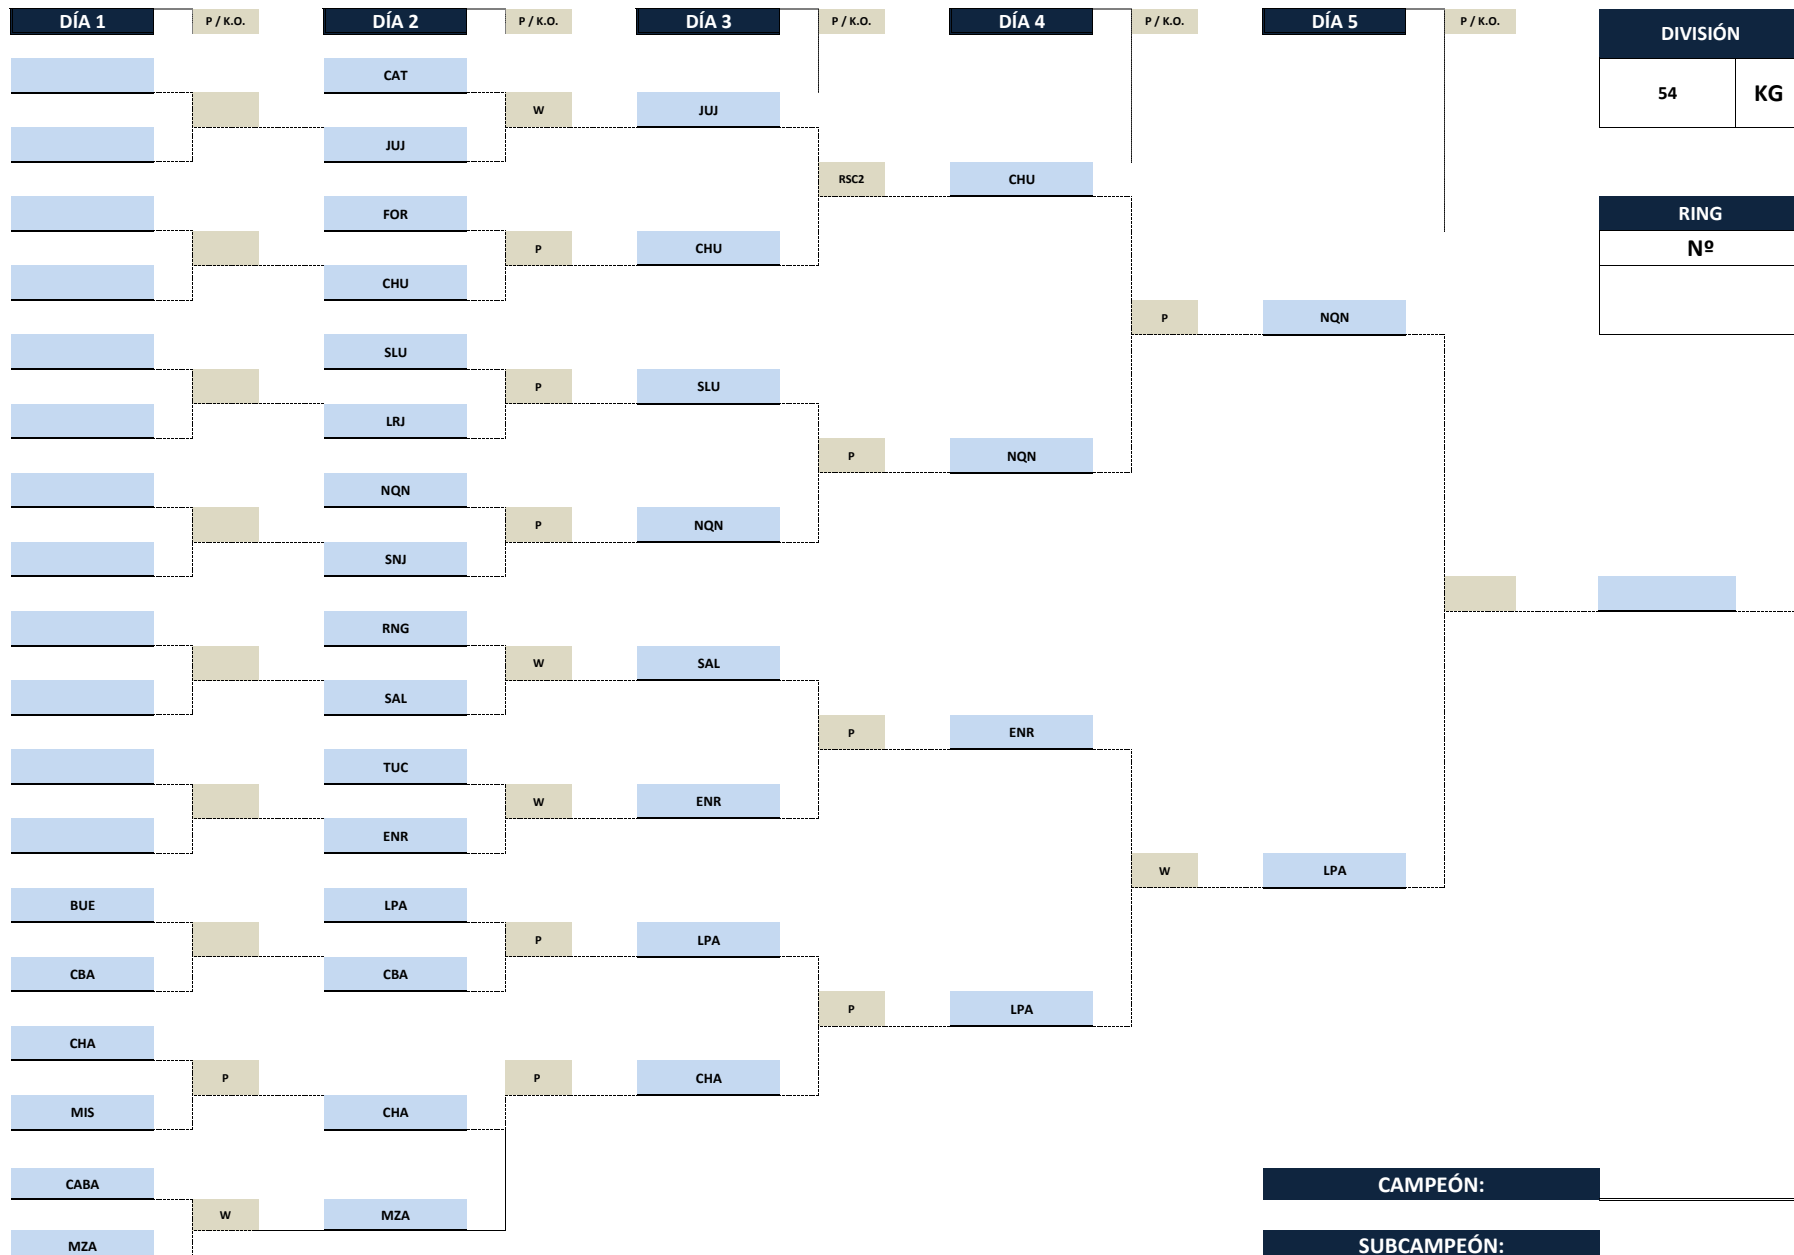 DÍA 1 P / K.O. DÍA 2 P / K.O. DÍA 3 P / K.O. DÍA 4 P / K.O. DÍA 5 P / K.O. DIVISIÓN
CAT
54 KG
W JUJ
JUJ
RSC2 CHU
FOR RING
P CHU Nº
CHU
P NQN
SLU
P SLU
LRJ
P NQN
NQN
P NQN
SNJ
RNG
W SAL
SAL
P ENR
TUC
W ENR
ENR
W LPA
BUE LPA
P LPA
CBA CBA
P LPA
CHA
P P CHA
MIS CHA
CABA CAMPEÓN:
W MZA
MZA SUBCAMPEÓN: